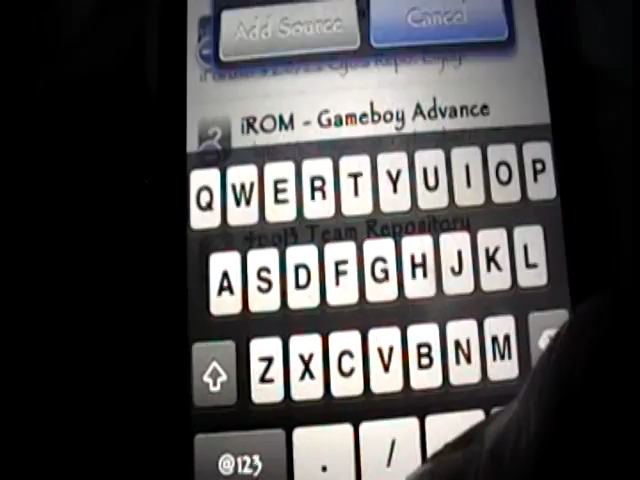 Add Source Cancel
iROM - Gameboy Advance
Q W E R T Y U I O P
Team Repository
A S D F G H J K L
Z X C V B N M
@123 . /